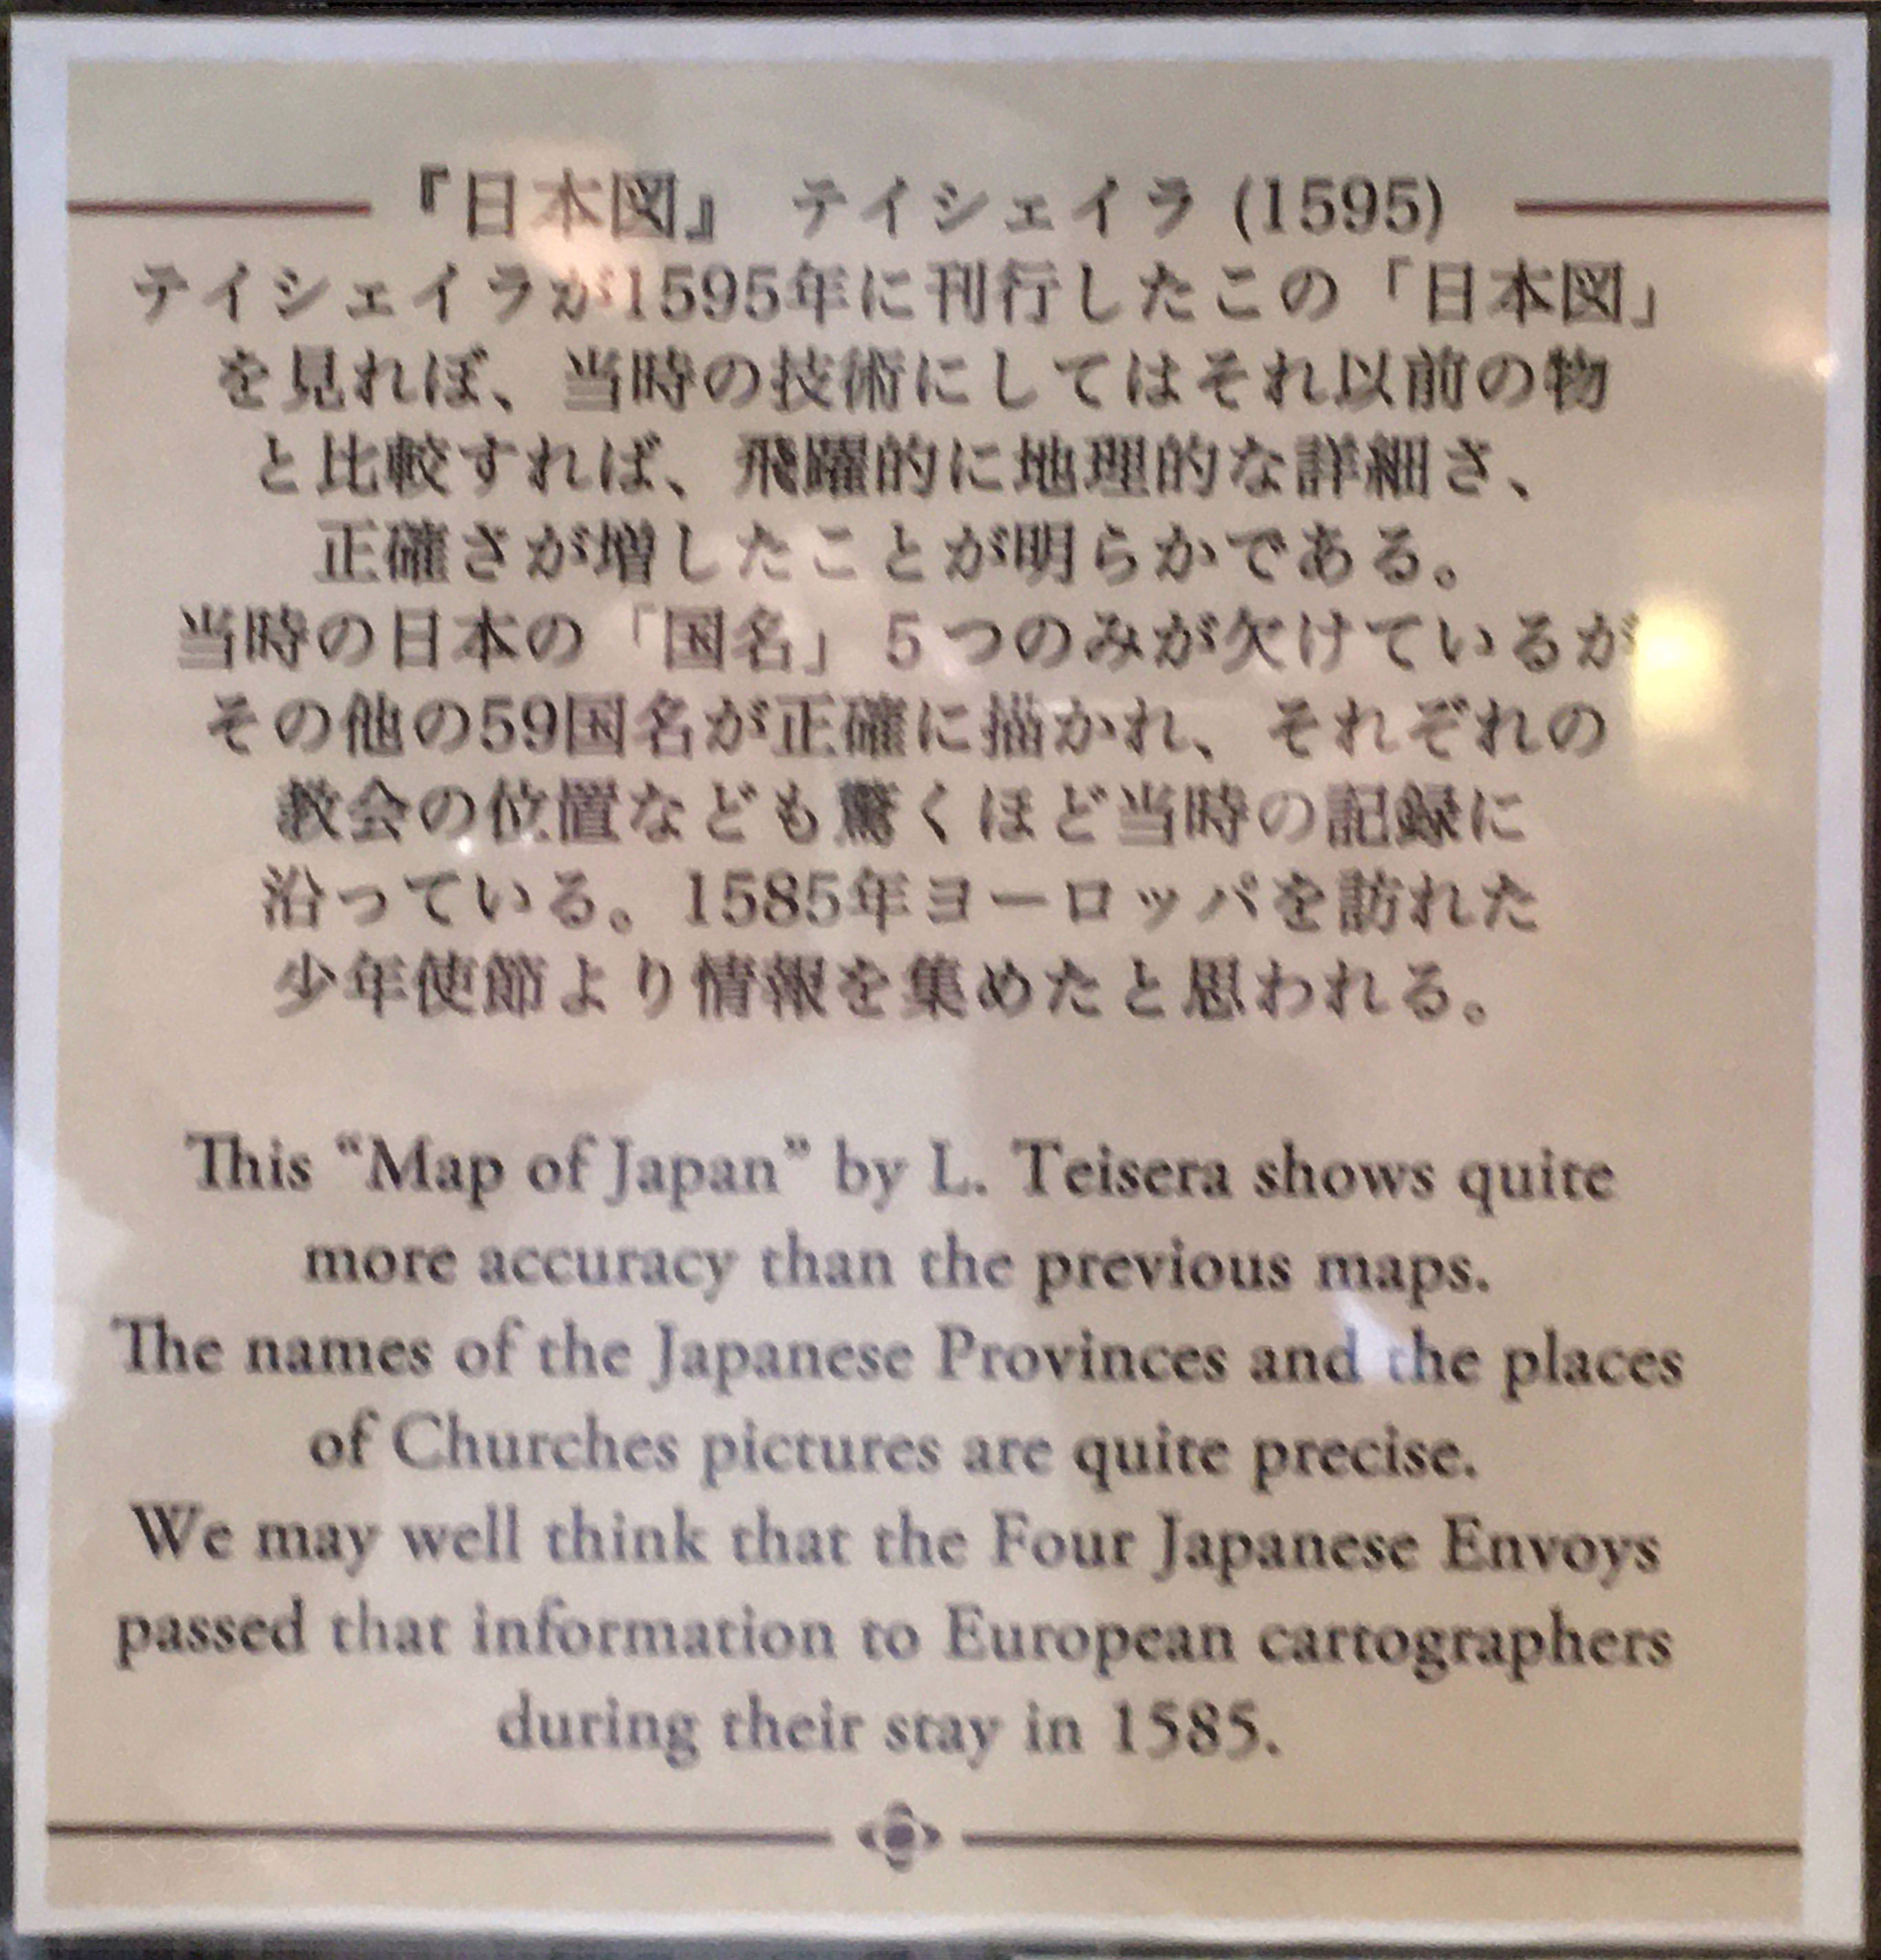 『日本図』 テイシェイラ (1595)
テイシェイラが1595年に刊行したこの「日本図」
を見れぼ、当時の技術にしてはそれ以前の物
と比較すれば、飛躍的に地理的な詳細さ、
正確さが増したことが明らかである。
当時の日本の「国名」５つのみが欠けているが
その他の59国名が正確に描かれ、それぞれの
教会の位置なども驚くほど当時の記録に
沿っている。1585年ヨーロッパを訪れた
少年使節より情報を集めたと思われる。
This “Map of Japan” by L. Teisera shows quite
more accuracy than the previous maps.
The names of the Japanese Provinces and the places
of Churches pictures are quite precise.
We may well think that the Four Japanese Envoys
passed that information to European cartographers
during their stay in 1585.